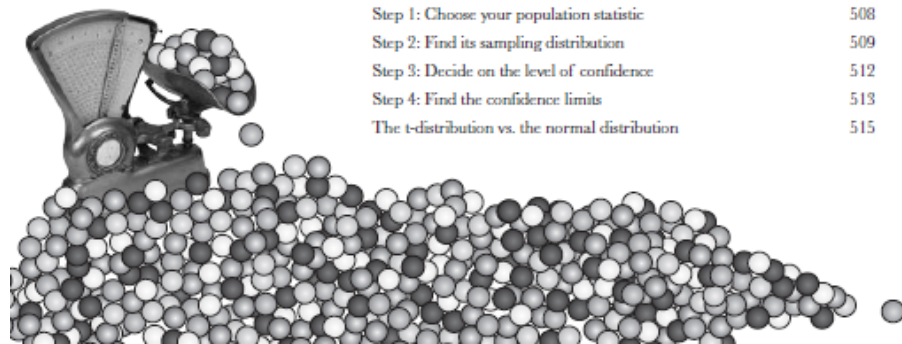 Step 1: Choose your population statistic 508
Step 2: Find its sampling distribution 509
Step 3: Decide on the level of confidence 512
Step 4: Find the confidence limits 513
The t-distribution vs. the normal distribution 515